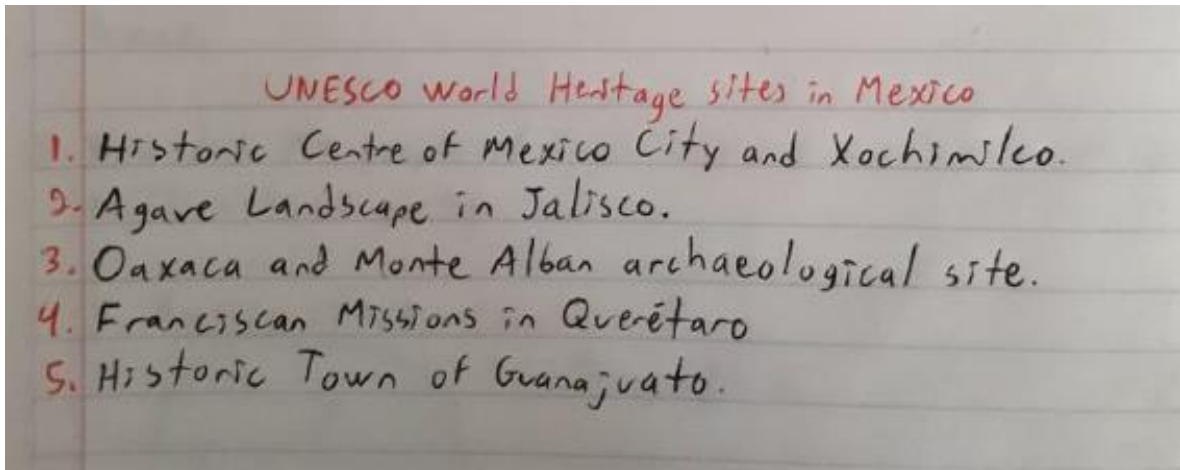 UNESCO World Heritage sites in Mexico
1. Historic Centre of Mexico City and Xochimilco.
2. Agave Landscape in Jalisco.
3. Oaxaca and Monte Alban archaeological site.
4. Franciscan Missions in Querétaro
5. Historic Town of Guanajuato.